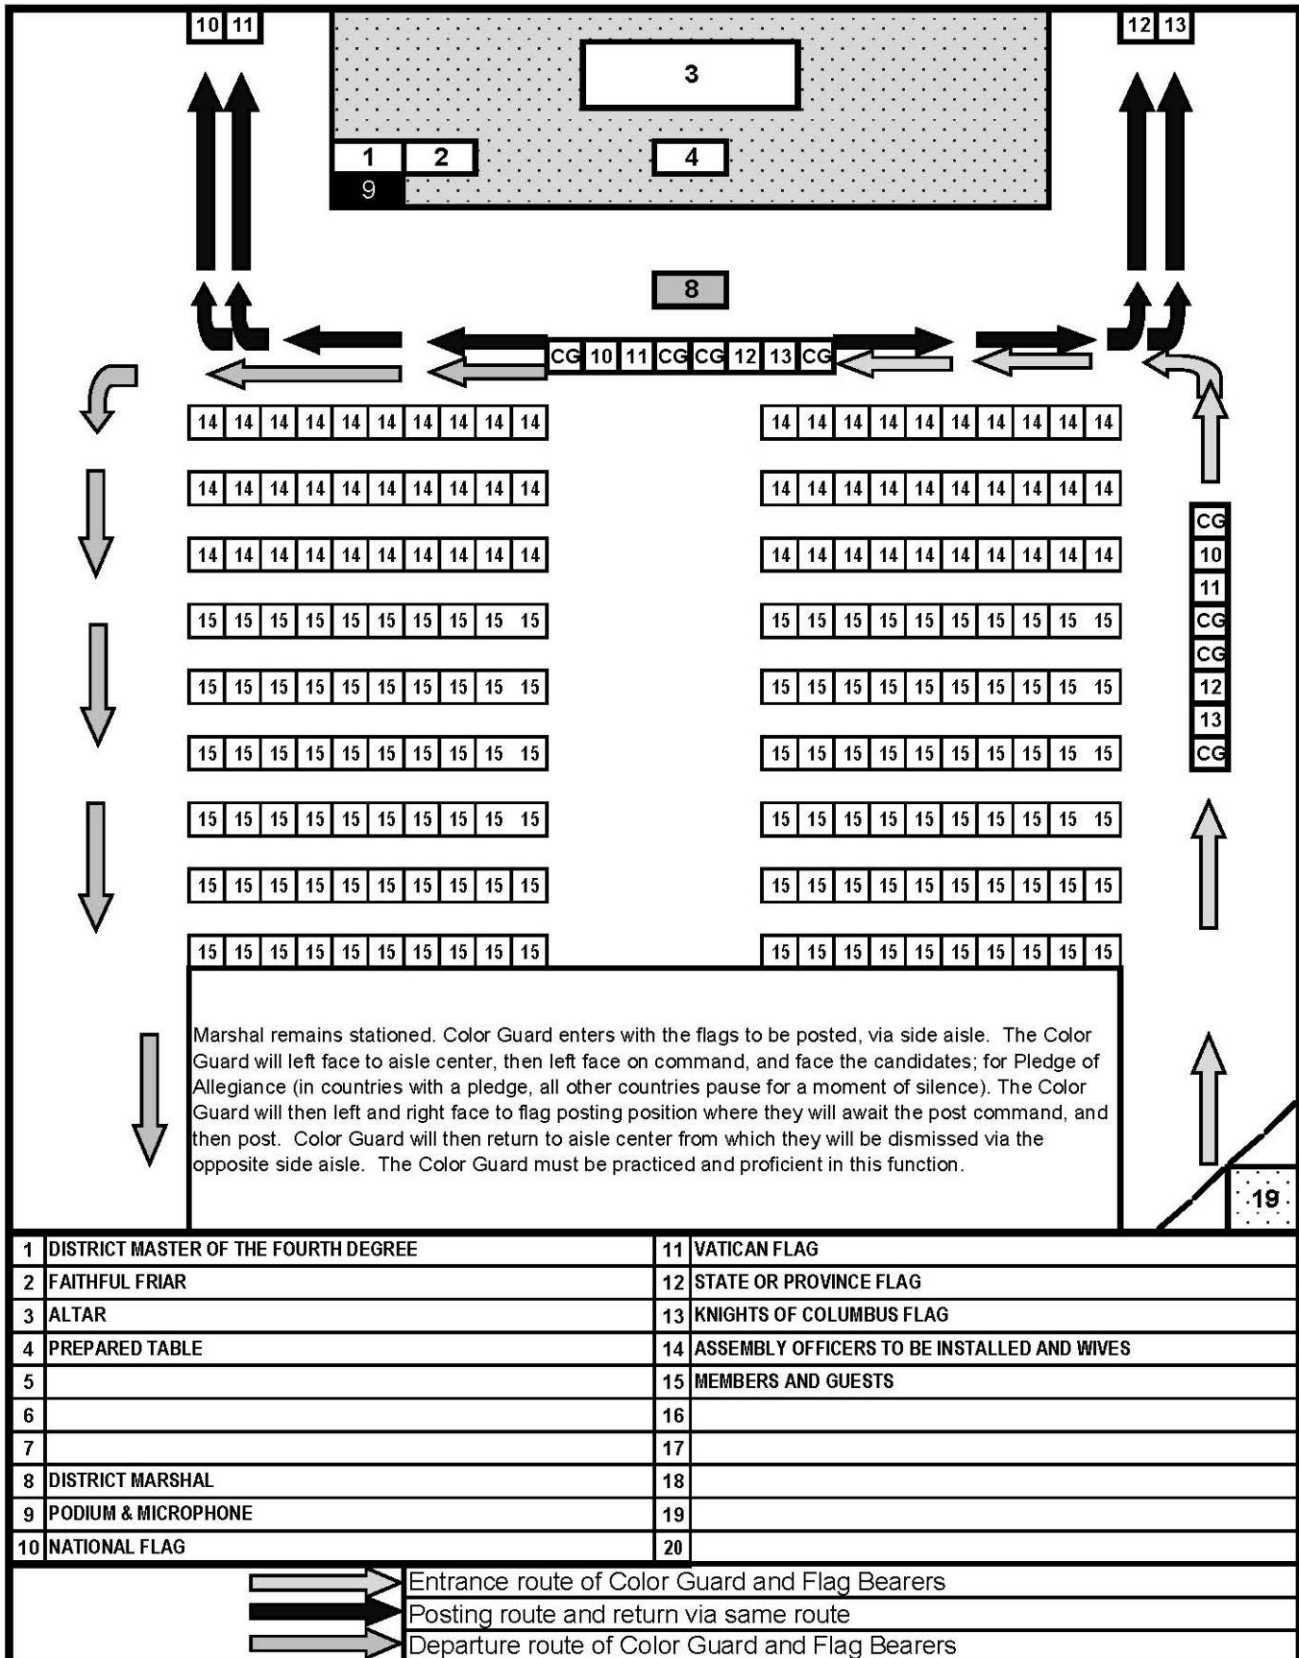 10 11 12 13
3
1 2 4
9
8
CG 10 11 CG CG 12 13 CG
14 14 14 14 14 14 14 14 14 14 14 14 14 14 14 14 14 14 14 14
14 14 14 14 14 14 14 14 14 14 14 14 14 14 14 14 14 14 14 14
CG
14 14 14 14 14 14 14 14 14 14 14 14 14 14 14 14 14 14 14 14
10
11
15 15 15 15 15 15 15 15 15 15 15 15 15 15 15 15 15 15 15 15
CG
CG
15 15 15 15 15 15 15 15 15 15 15 15 15 15 15 15 15 15 15 15
12
13
15 15 15 15 15 15 15 15 15 15 15 15 15 15 15 15 15 15 15 15
CG
15 15 15 15 15 15 15 15 15 15 15 15 15 15 15 15 15 15 15 15
15 15 15 15 15 15 15 15 15 15 15 15 15 15 15 15 15 15 15 15
15 15 15 15 15 15 15 15 15 15 15 15 15 15 15 15 15 15 15 15
Marshal remains stationed. Color Guard enters with the flags to be posted, via side aisle. The Color
Guard will left face to aisle center, then left face on command, and face the candidates; for Pledge of
Allegiance (in countries with a pledge, all other countries pause for a moment of silence). The Color
Guard will then left and right face to flag posting position where they will await the post command, and
then post. Color Guard will then return to aisle center from which they will be dismissed via the
opposite side aisle. The Color Guard must be practiced and proficient in this function.
19
1 DISTRICT MASTER OF THE FOURTH DEGREE 11 VATICAN FLAG
2 FAITHFUL FRIAR 12 STATE OR PROVINCE FLAG
3 ALTAR 13 KNIGHTS OF COLUMBUS FLAG
4 PREPARED TABLE 14 ASSEMBLY OFFICERS TO BE INSTALLED AND WIVES
5 15 MEMBERS AND GUESTS
6 16
7 17
8 DISTRICT MARSHAL 18
9 PODIUM & MICROPHONE 19
10 NATIONAL FLAG 20
Entrance route of Color Guard and Flag Bearers
Posting route and return via same route
Departure route of Color Guard and Flag Bearers